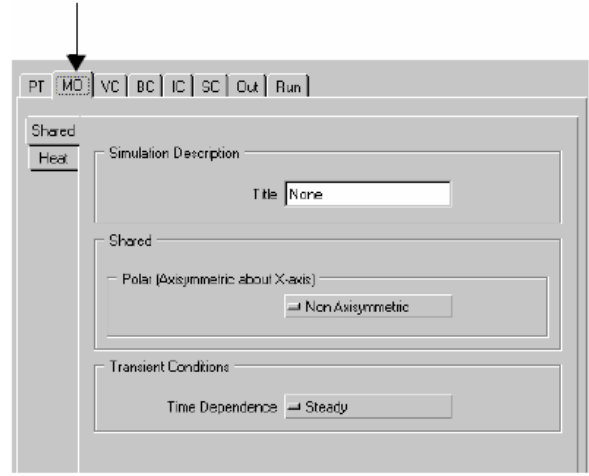 PT MO VC BC IC SC Out Run
Shared
Heat
Simulation Description
Title None
Shared
Polar (Axisymmetric about X-axis)
Non Axisymmetric
Transient Conditions
Time Dependence Steady